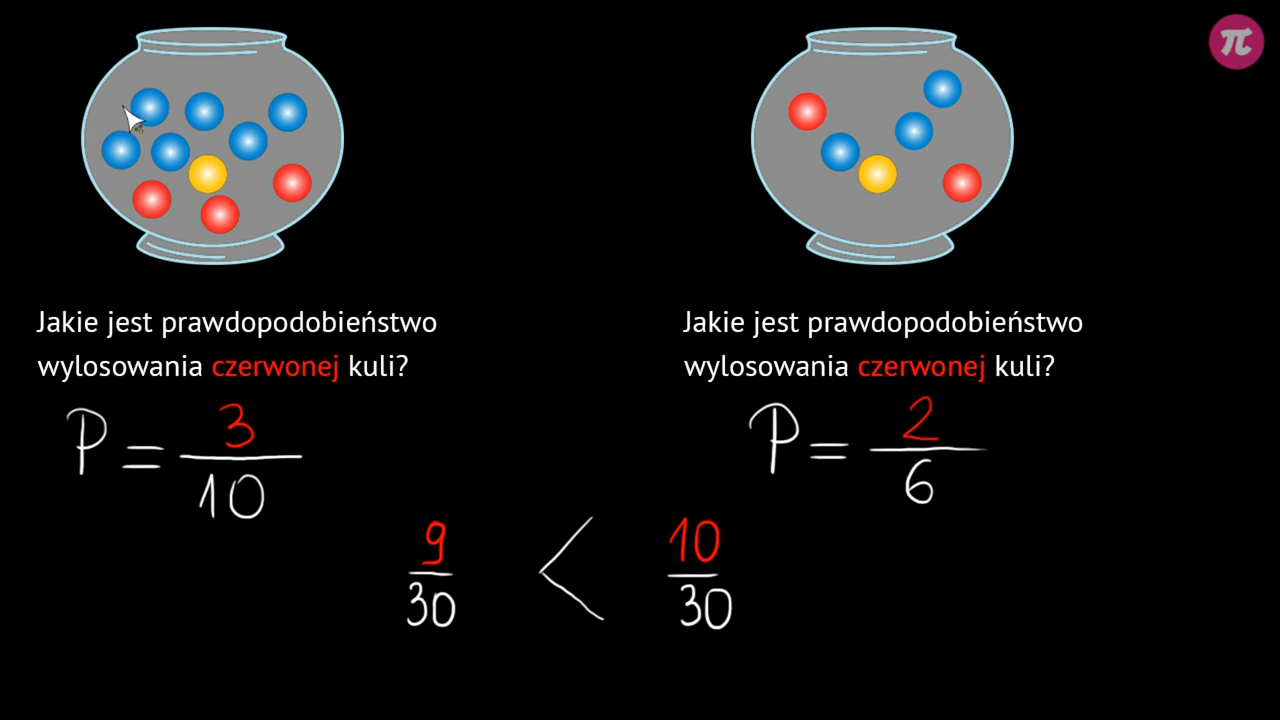 π
Jakie jest prawdopodobieństwo
wylosowania czerwonej kuli?
P = 3/10
Jakie jest prawdopodobieństwo
wylosowania czerwonej kuli?
P = 2/6
9/30 < 10/30